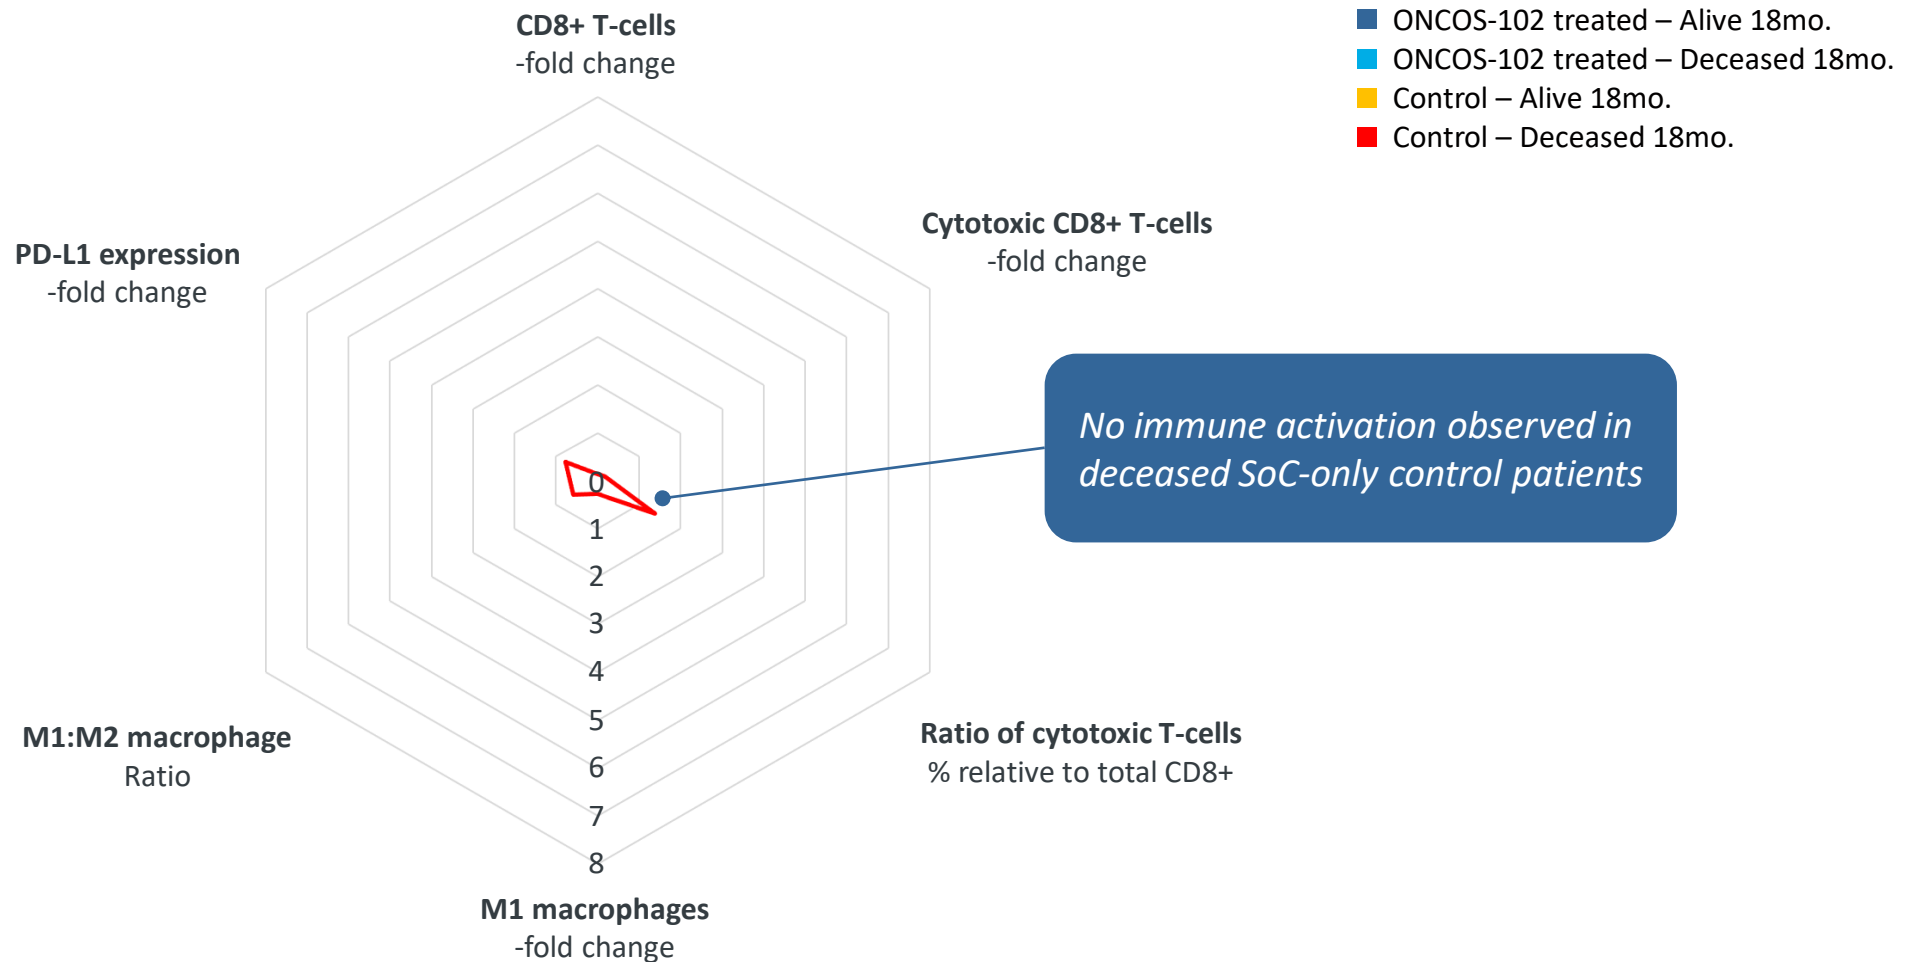 CD8+ T-cells
-fold change
ONCOS-102 treated – Alive 18mo.
ONCOS-102 treated – Deceased 18mo.
Control – Alive 18mo.
Control – Deceased 18mo.
Cytotoxic CD8+ T-cells
-fold change
PD-L1 expression
-fold change
No immune activation observed in
deceased SoC-only control patients
0
1
2
3
4
5
6
7
8
M1:M2 macrophage
Ratio
Ratio of cytotoxic T-cells
% relative to total CD8+
M1 macrophages
-fold change